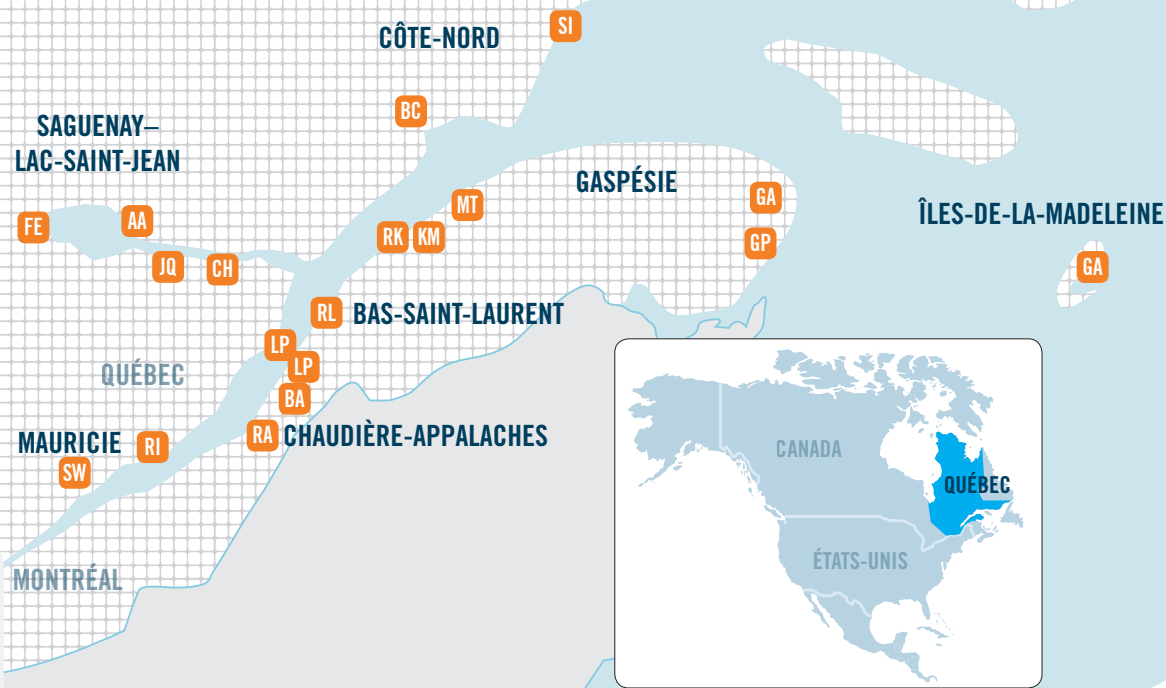 SI
CÔTE-NORD
BC
SAGUENAY–
LAC-SAINT-JEAN
GASPÉSIE
GA
MT
ÎLES-DE-LA-MADELEINE
FE
AA
RK
KM
GP
JQ
CH
GA
RL
BAS-SAINT-LAURENT
LP
LP
QUÉBEC
BA
MAURICIE
RI
RA
CHAUDIÈRE-APPALACHES
SW
MONTRÉAL
CANADA
QUÉBEC
ÉTATS-UNIS